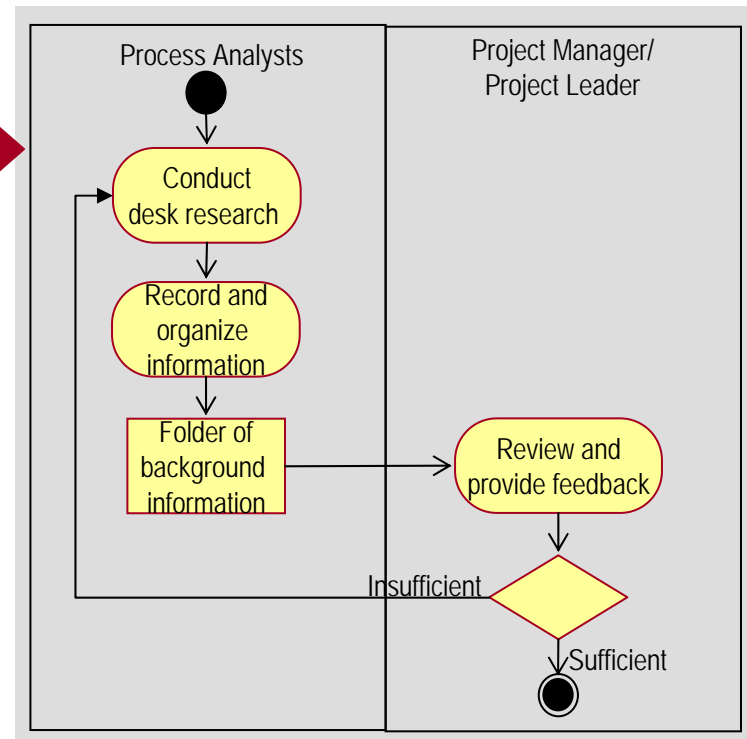 Process Analysts
Project Manager/
Project Leader
Conduct
desk research
Record and
organize
information
Folder of
background
information
Review and
provide feedback
Insufficient
Sufficient